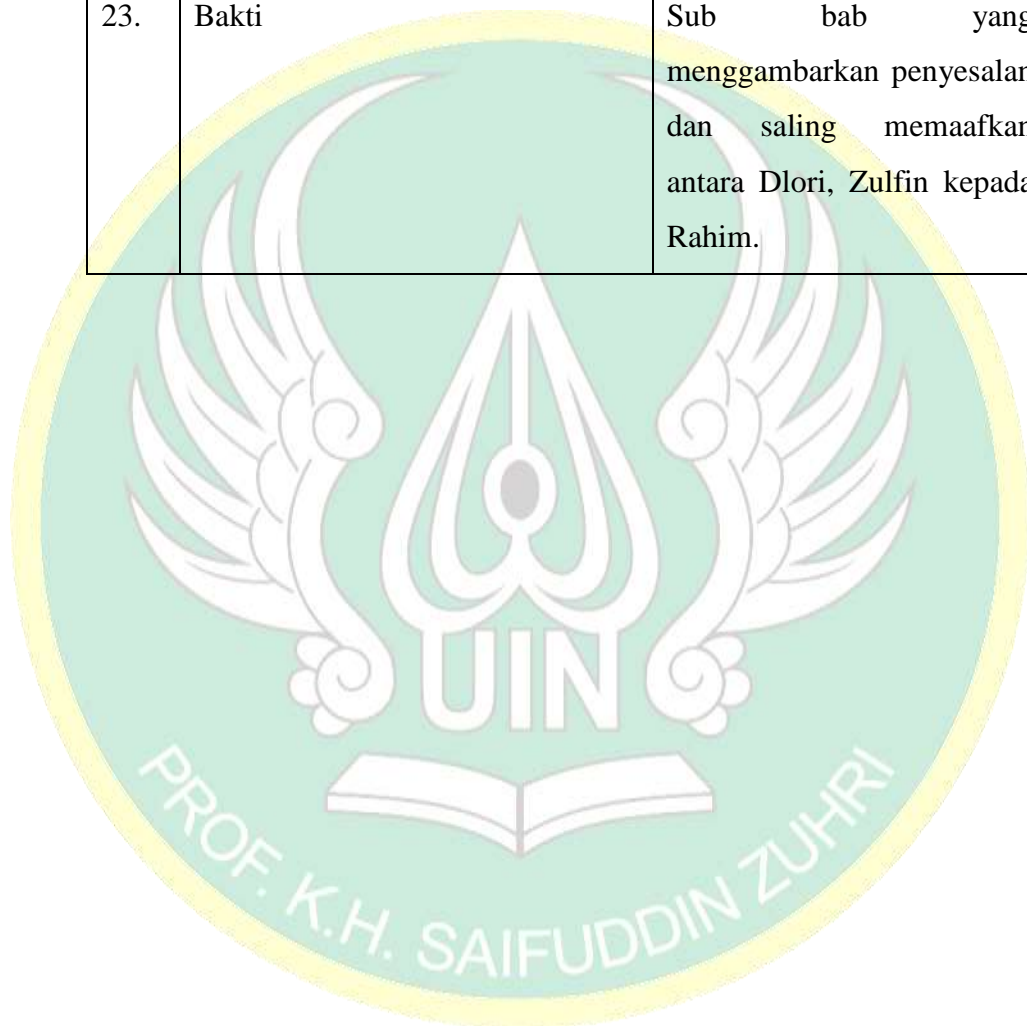 23. Bakti Sub bab yang
menggambarkan penyesalan
dan saling memaafkan
antara Dlori, Zulfin kepada
Rahim.
UIN
PROF. K.H. SAIFUDDIN ZUHRI